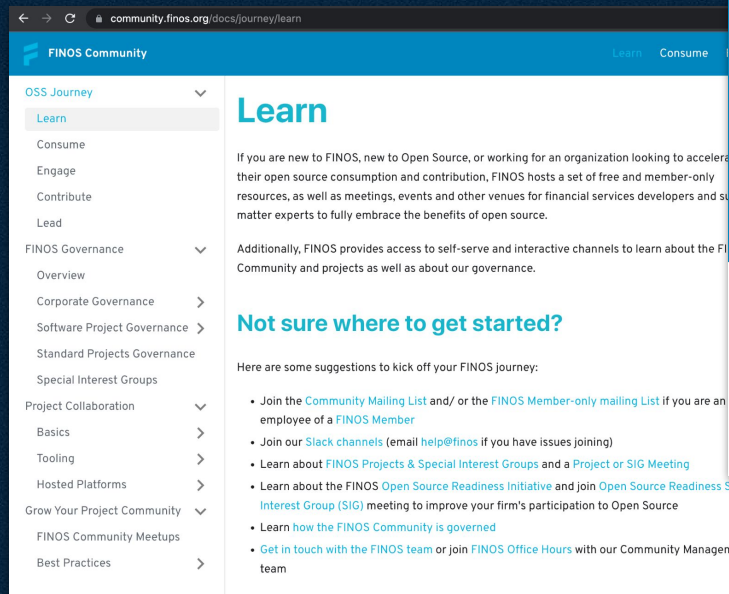 community.finos.org/docs/journey/learn
FINOS Community
Learn Consume
OSS Journey
Learn
Consume
Engage
Contribute
Lead
FINOS Governance
Overview
Corporate Governance
Software Project Governance
Standard Projects Governance
Special Interest Groups
Project Collaboration
Basics
Tooling
Hosted Platforms
Grow Your Project Community
FINOS Community Meetups
Best Practices
Learn
If you are new to FINOS, new to Open Source, or working for an organization looking to
their open source consumption and contribution, FINOS hosts a set of free and member-only
resources, as well as meetings, events and other venues for financial services developers and
matter experts to fully embrace the benefits of open source.
Additionally, FINOS provides access to self-serve and interactive channels to learn about the
Community and projects as well as about our governance.
Not sure where to get started?
Here are some suggestions to kick off your FINOS journey:
• Join the Community Mailing List and/ or the FINOS Member-only mailing List if you are an
employee of a FINOS Member
• Join our Slack channels (email help@finos if you have issues joining)
• Learn about FINOS Projects & Special Interest Groups and a Project or SIG Meeting
• Learn about the FINOS Open Source Readiness Initiative and join Open Source Readiness
Interest Group (SIG) meeting to improve your firm's participation to Open Source
• Learn how the FINOS Community is governed
• Get in touch with the FINOS team or join FINOS Office Hours with our Community
team